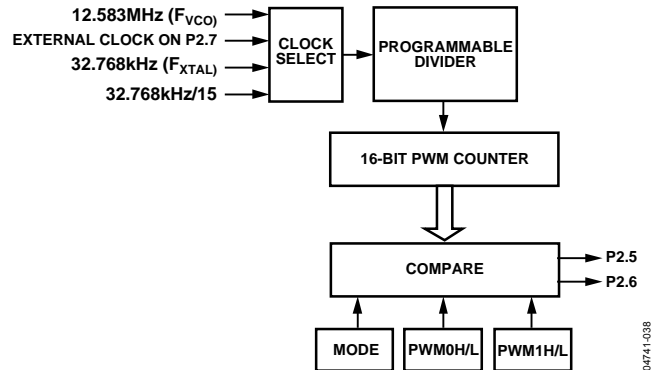 12.583MHz (FVCO)
EXTERNAL CLOCK ON P2.7
32.768kHz (FXTAL)
32.768kHz/15
CLOCK
SELECT
PROGRAMMABLE
DIVIDER
16-BIT PWM COUNTER
COMPARE
P2.5
P2.6
MODE
PWM0H/L
PWM1H/L
04741-038